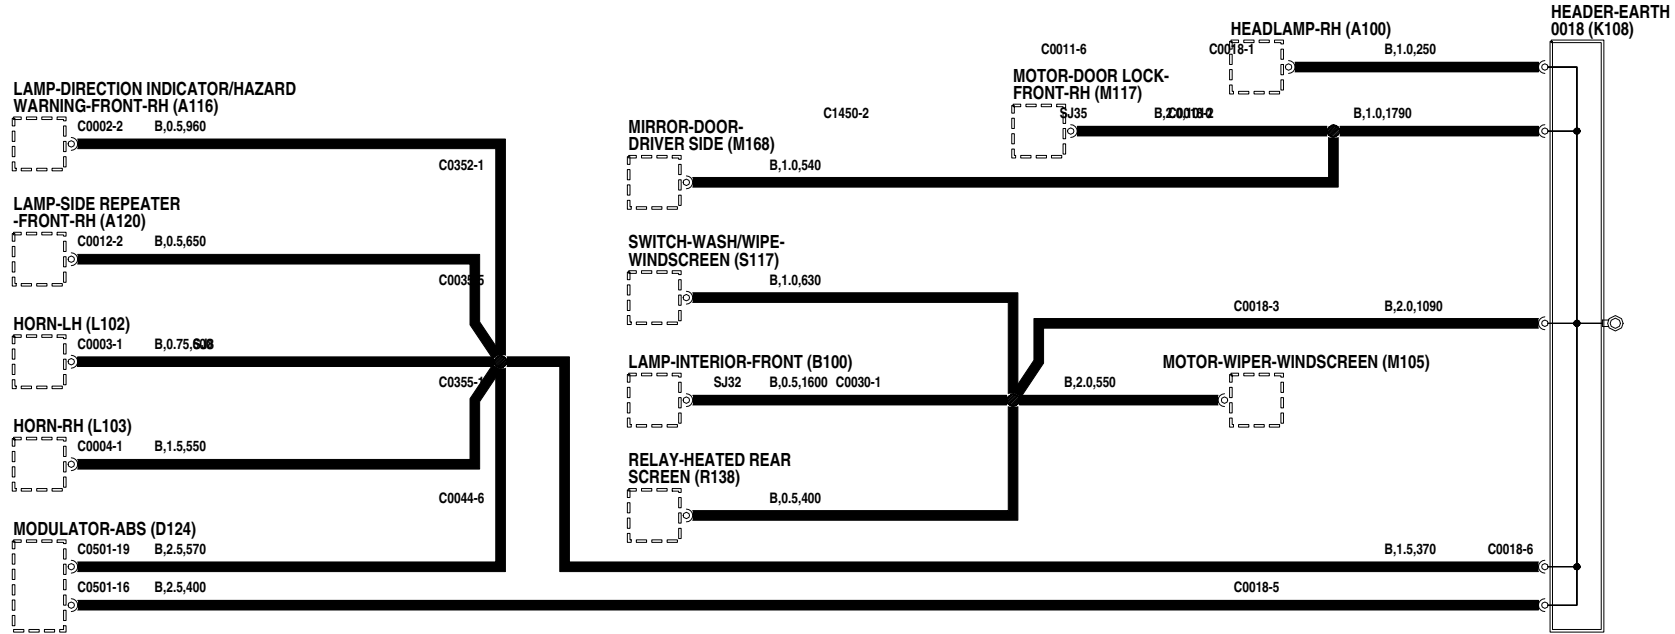 HEADER-EARTH
0018 (K108)
HEADLAMP-RH (A100)
C0011-6
C0018-1
B,1.0,250
MOTOR-DOOR LOCK-
FRONT-RH (M117)
LAMP-DIRECTION INDICATOR/HAZARD
WARNING-FRONT-RH (A116)
C0002-2
B,0.5,960
C1450-2
SJ35
C0018-2
B,1.0,1790
MIRROR-DOOR-
DRIVER SIDE (M168)
B,1.0,540
C0352-1
LAMP-SIDE REPEATER
-FRONT-RH (A120)
C0012-2
B,0.5,650
SWITCH-WASH/WIPE-
WINDSCREEN (S117)
B,1.0,630
C0018-3
B,2.0,1090
HORN-LH (L102)
C0003-1
LAMP-INTERIOR-FRONT (B100)
SJ32
B,0.5,1600
C0030-1
MOTOR-WIPER-WINDSCREEN (M105)
B,2.0,550
C0355-1
HORN-RH (L103)
C0004-1
B,1.5,550
RELAY-HEATED REAR
SCREEN (R138)
B,0.5,400
C0044-6
MODULATOR-ABS (D124)
C0501-19
B,2.5,570
B,1.5,370
C0018-6
C0501-16
B,2.5,400
C0018-5